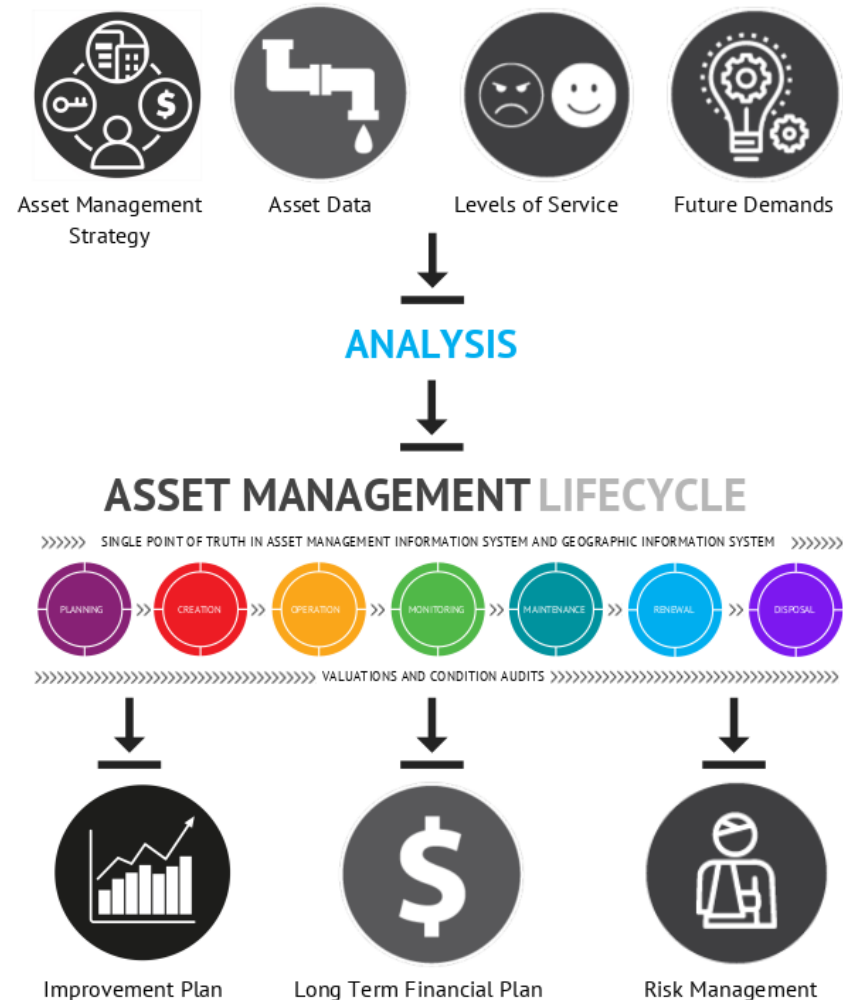 Asset Management
Strategy
Asset Data
Levels of Service
Future Demands
ANALYSIS
ASSET MANAGEMENT LIFECYCLE
SINGLE POINT OF TRUTH IN ASSET MANAGEMENT INFORMATION SYSTEM AND GEOGRAPHIC INFORMATION SYSTEM
PLANNING
CREATION
OPERATION
MONITORING
MAINTENANCE
RENEWAL
DISPOSAL
VALUATIONS AND CONDITION AUDITS
$
Improvement Plan
Long Term Financial Plan
Risk Management